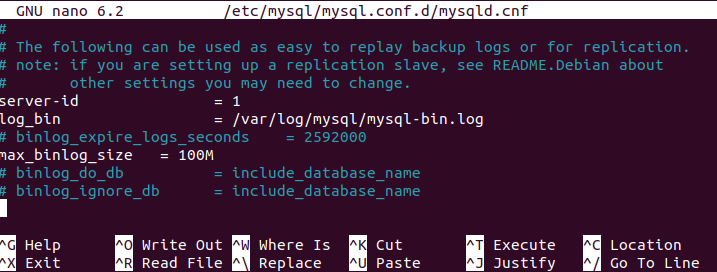 GNU nano 6.2 /etc/mysql/mysql.conf.d/mysqld.cnf
#
# The following can be used as easy to replay backup logs or for replication.
# note: if you are setting up a replication slave, see README.Debian about
# other settings you may need to change.
server-id = 1
log_bin = /var/log/mysql/mysql-bin.log
# binlog_expire_logs_seconds = 2592000
max_binlog_size = 100M
# binlog_do_db = include_database_name
# binlog_ignore_db = include_database_name
^G Help ^O Write Out ^W Where Is ^K Cut ^T Execute ^C Location
^X Exit ^R Read File ^\ Replace ^U Paste ^J Justify ^/ Go To Line